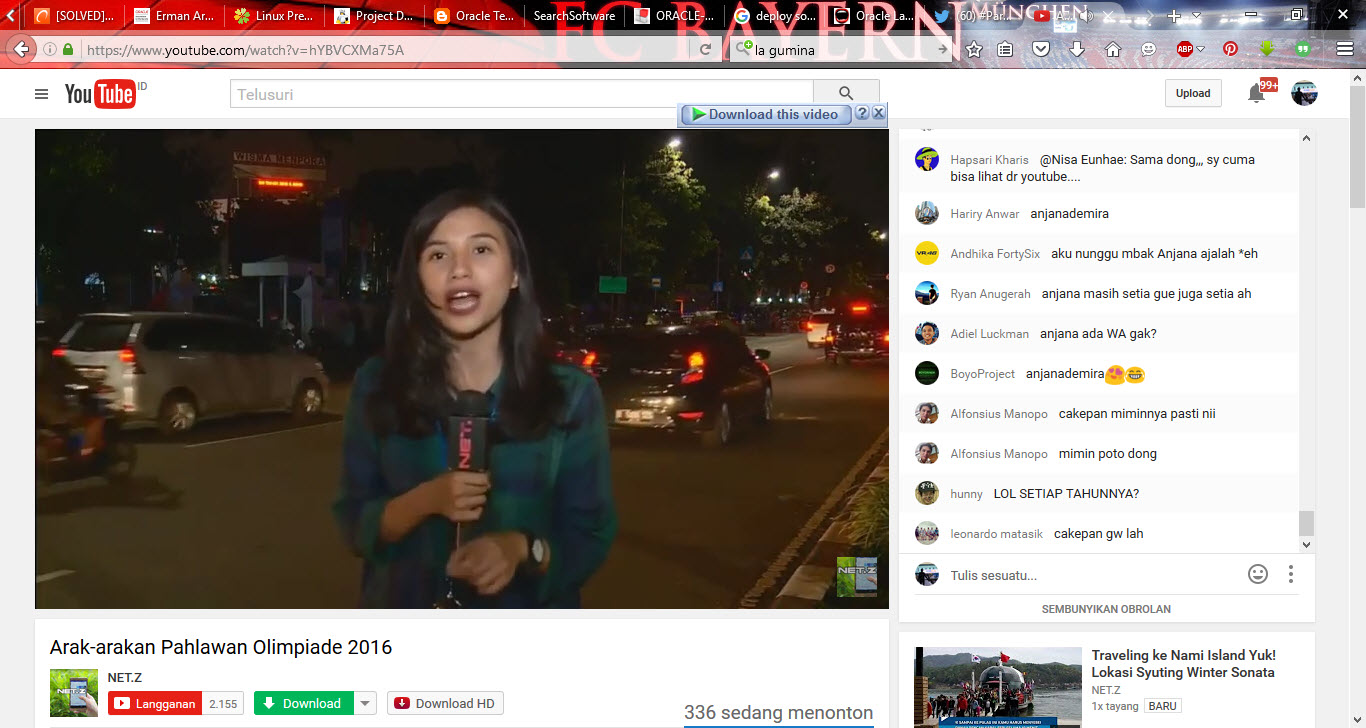 [SOLVED]...
Erman Ar...
Linux Pre...
Project D...
Oracle Te...
SearchSoftware
ORACLE-...
deploy so...
Oracle La...
(60) #Par...
FC BAYERN
MÜNCHEN
https://www.youtube.com/watch?v=hYBVCXMa75A
la gumina
ABP
YouTube ID
Telusuri
Upload
99+
Download this video
?
X
WISMA MENPORA
NET.
NET.Z
Hapsari Kharis @Nisa Eunhae: Sama dong,,, sy cuma
bisa lihat dr youtube....
Hariry Anwar anjanademira
Andhika FortySix aku nunggu mbak Anjana ajalah *eh
Ryan Anugerah anjana masih setia gue juga setia ah
Adiel Luckman anjana ada WA gak?
BoyoProject anjanademira😍😂
Alfonsius Manopo cakepan miminnya pasti nii
Alfonsius Manopo mimin poto dong
hunny LOL SETIAP TAHUNNYA?
leonardo matasik cakepan gw lah
Tulis sesuatu...
SEMBUNYIKAN OBROLAN
Arak-arakan Pahlawan Olimpiade 2016
NET.Z
NET.Z
Langganan 2.155
Download
Download HD
336 sedang menonton
Traveling ke Nami Island Yuk!
Lokasi Syuting Winter Sonata
NET.Z
1x tayang BARU